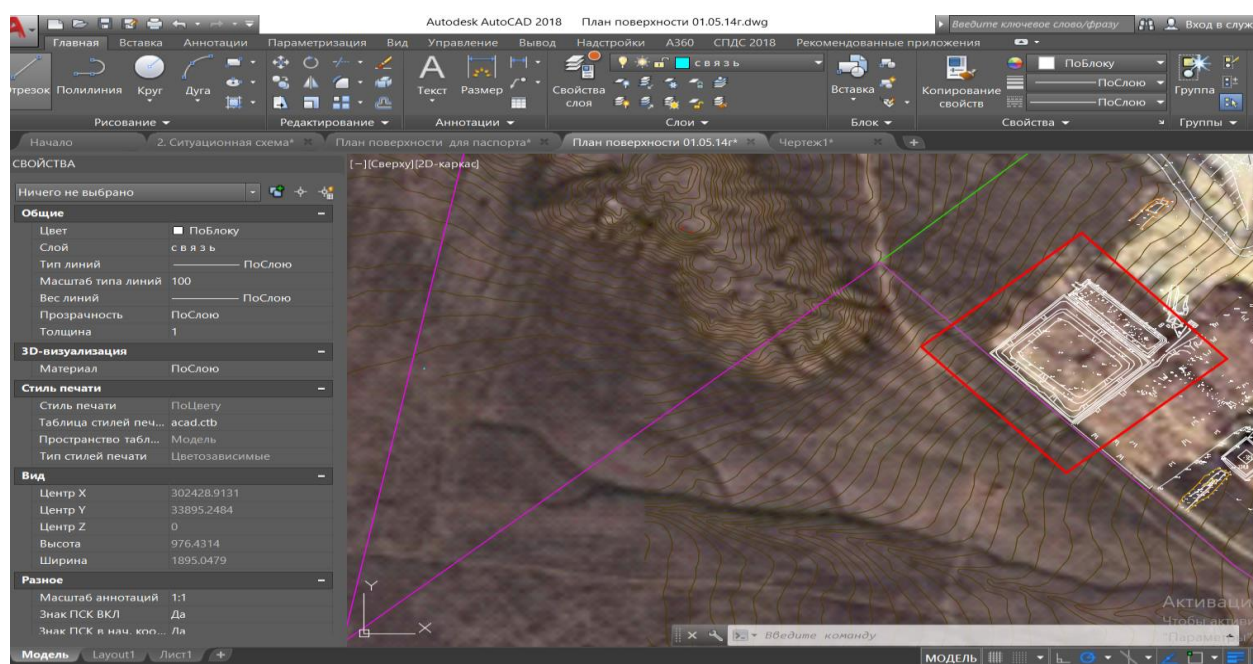 Autodesk AutoCAD 2018 План поверхности 01.05.14г.dwg
Введите ключевое слово/фразу
Вход в служ
Главная Вставка Аннотации Параметризация Вид Управление Вывод Надстройки A360 СПДС 2018 Рекомендованные приложения
связь
ПоБлоку
Отрезок Полилиния Круг Дуга
Текст Размер
Свойства слоя
Вставка
Копирование свойств
ПоСлою
ПоСлою
Группа
Рисование Редактирование Аннотации Слои Блок Свойства Группы
Начало 2. Ситуационная схема* План поверхности для паспорта* План поверхности 01.05.14г* Чертеж1*
СВОЙСТВА
[−][Сверху][2D-каркас]
Ничего не выбрано
Общие
Цвет ПоБлоку
Слой связь
Тип линий ПоСлою
Масштаб типа линий 100
Вес линий ПоСлою
Прозрачность ПоСлою
Толщина 1
3D-визуализация
Материал ПоСлою
Стиль печати
Стиль печати ПоЦвету
Таблица стилей печ... acad.ctb
Пространство табл... Модель
Тип стилей печати Цветозависимые
Вид
Центр X 302428.9131
Центр Y 33895.2484
Центр Z 0
Высота 976.4314
Ширина 1895.0479
Разное
Масштаб аннотаций 1:1
Знак ПСК ВКЛ Да
Знак ПСК в нач. коо... Да
Y
X
Активаци
Чтобы активи
"Параметры
Введите команду
Модель Layout1 Лист1
МОДЕЛЬ